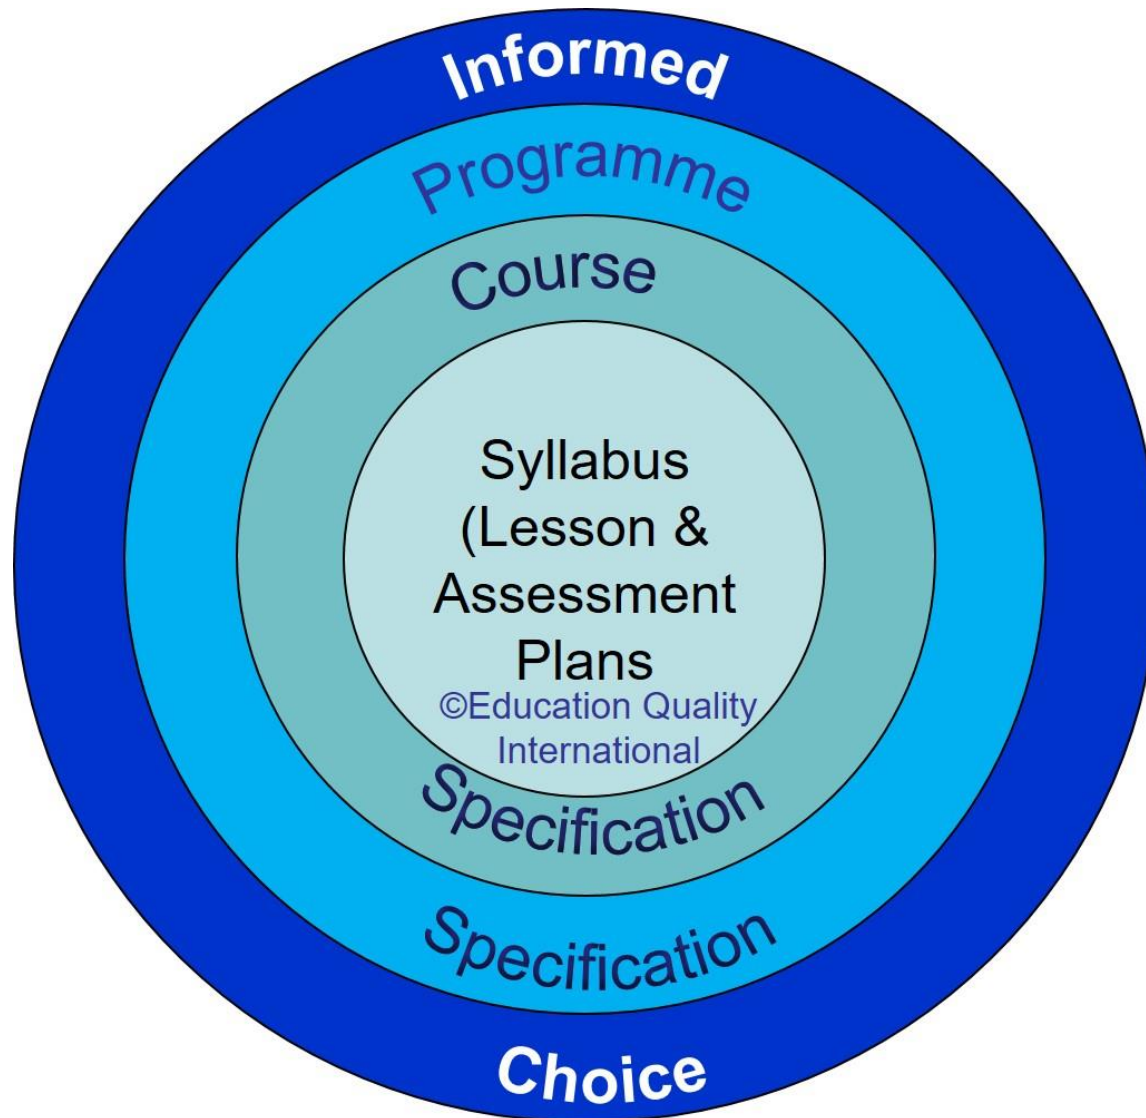 Informed
Programme
Course
Syllabus
(Lesson &
Assessment
Plans
©Education Quality
International
Specification
Specification
Choice